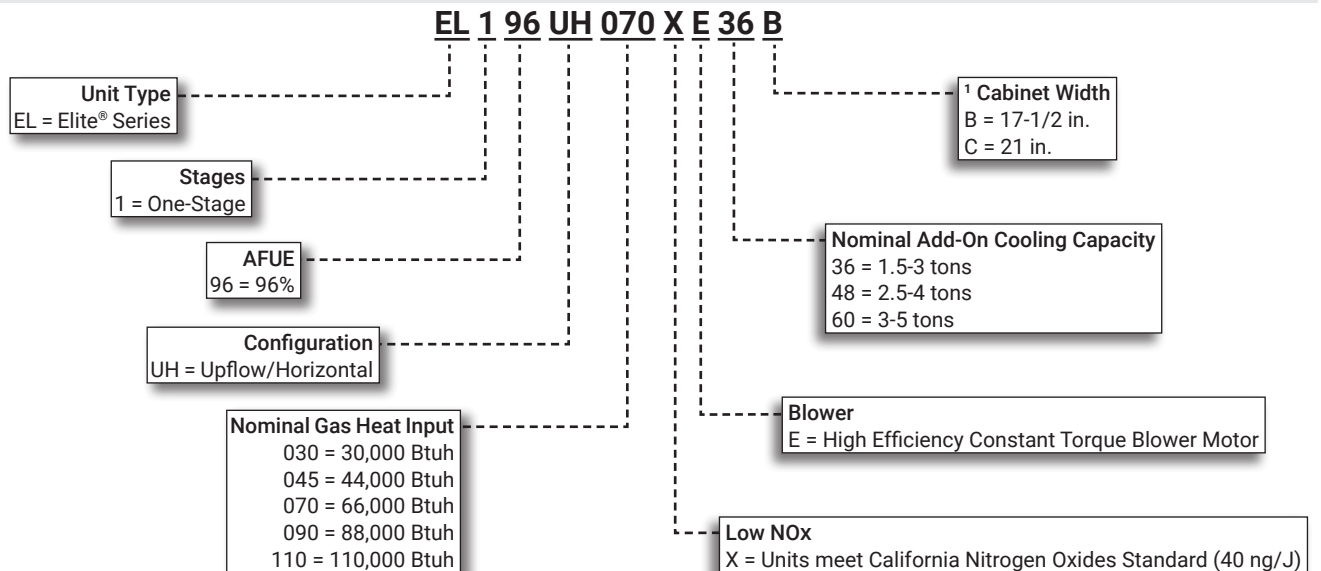 EL 1 96 UH 070 X E 36 B
Unit Type
EL = Elite® Series
Stages
1 = One-Stage
AFUE
96 = 96%
Configuration
UH = Upflow/Horizontal
Nominal Gas Heat Input
030 = 30,000 Btuh
045 = 44,000 Btuh
070 = 66,000 Btuh
090 = 88,000 Btuh
110 = 110,000 Btuh
¹ Cabinet Width
B = 17-1/2 in.
C = 21 in.
Nominal Add-On Cooling Capacity
36 = 1.5-3 tons
48 = 2.5-4 tons
60 = 3-5 tons
Blower
E = High Efficiency Constant Torque Blower Motor
Low NOx
X = Units meet California Nitrogen Oxides Standard (40 ng/J)